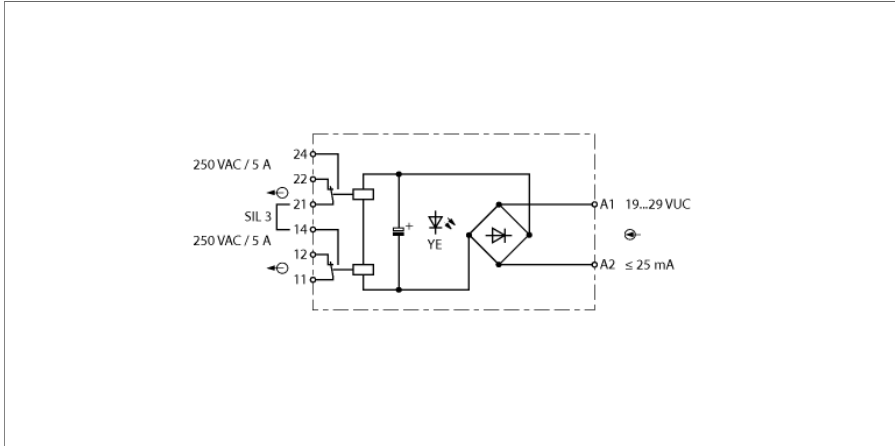 24
250 VAC / 5 A
22
21
A1 19...29 VUC
SIL 3
14
+
YE
250 VAC / 5 A
12
A2 ≤ 25 mA
11